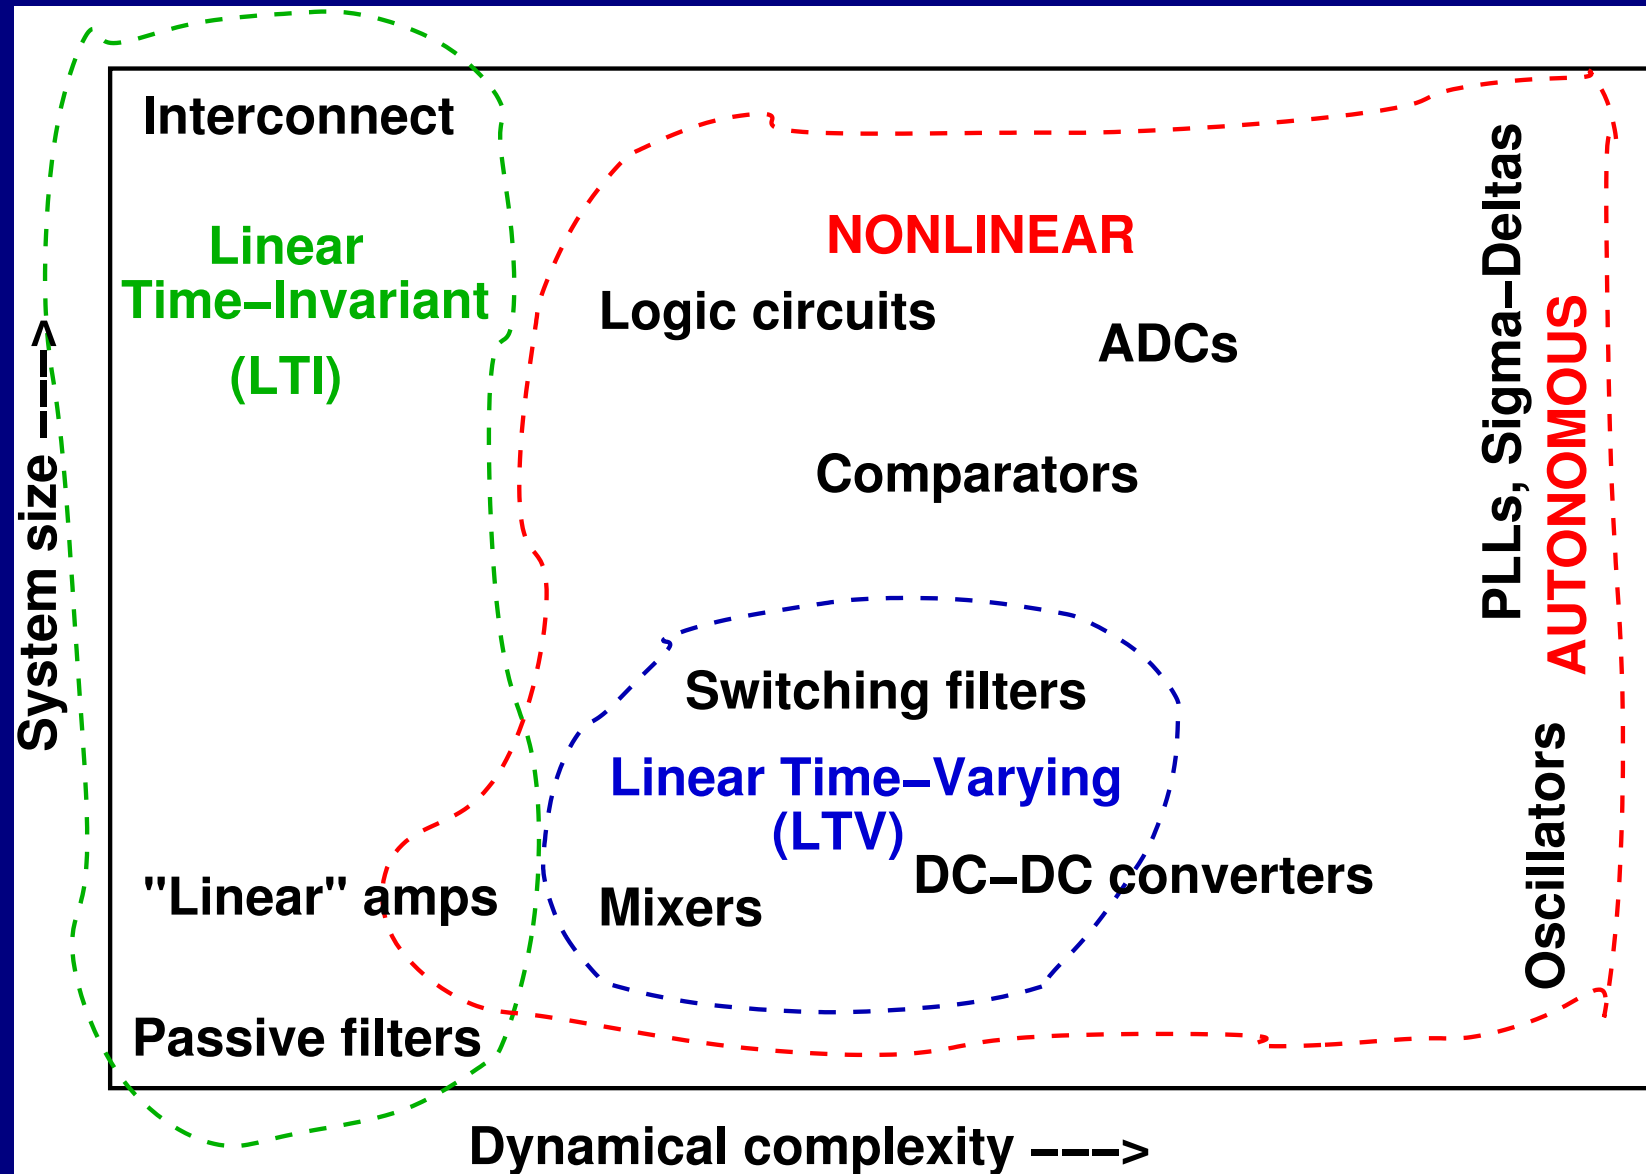 Interconnect
Linear
Time–Invariant
(LTI)
NONLINEAR
Logic circuits
ADCs
Comparators
PLLs, Sigma–Deltas
AUTONOMOUS
System size –––>
Switching filters
Linear Time–Varying
(LTV)
DC–DC converters
Mixers
"Linear" amps
Oscillators
Passive filters
Dynamical complexity –––>